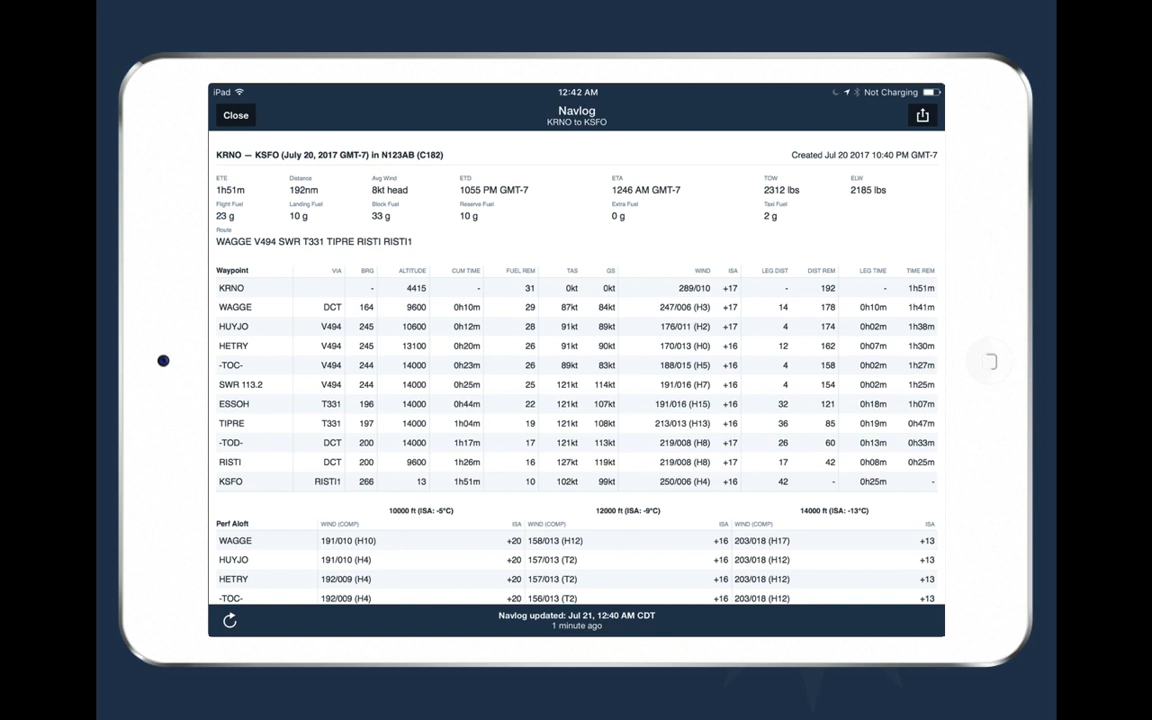 iPad 12:42 AM Not Charging
Close Navlog
KRNO to KSFO
KRNO — KSFO (July 20, 2017 GMT-7) in N123AB (C182) Created Jul 20 2017 10:40 PM GMT-7
ETE Distance Avg Wind ETD ETA TOW ELW
1h51m 192nm 8kt head 1055 PM GMT-7 1246 AM GMT-7 2312 lbs 2185 lbs
Flight Fuel Landing Fuel Block Fuel Reserve Fuel Extra Fuel Taxi Fuel
23 g 10 g 33 g 10 g 0 g 2 g
Route
WAGGE V494 SWR T331 TIPRE RISTI RISTI1
Waypoint VIA BRG ALTITUDE CUM TIME FUEL REM TAS GS WIND ISA LEG DIST DIST REM LEG TIME TIME REM
KRNO - 4415 - 31 0kt 0kt 289/010 +17 - 192 - 1h51m
WAGGE DCT 164 9600 0h10m 29 87kt 84kt 247/006 (H3) +17 14 178 0h10m 1h41m
HUYJO V494 245 10600 0h12m 28 91kt 89kt 176/011 (H2) +17 4 174 0h02m 1h38m
HETRY V494 245 13100 0h20m 26 91kt 90kt 170/013 (H0) +16 12 162 0h07m 1h30m
-TOC- V494 244 14000 0h23m 26 89kt 83kt 188/015 (H5) +16 4 158 0h02m 1h27m
SWR 113.2 V494 244 14000 0h25m 25 121kt 114kt 191/016 (H7) +16 4 154 0h02m 1h25m
ESSOH T331 196 14000 0h44m 22 121kt 107kt 191/016 (H15) +16 32 121 0h18m 1h07m
TIPRE T331 197 14000 1h04m 19 121kt 108kt 213/013 (H13) +16 36 85 0h19m 0h47m
-TOD- DCT 200 14000 1h17m 17 121kt 113kt 219/008 (H8) +17 26 60 0h13m 0h33m
RISTI DCT 200 9600 1h26m 16 127kt 119kt 219/008 (H8) +17 17 42 0h08m 0h25m
KSFO RISTI1 266 13 1h51m 10 102kt 99kt 250/006 (H4) +16 42 - 0h25m -
10000 ft (ISA: -5°C) 12000 ft (ISA: -9°C) 14000 ft (ISA: -13°C)
Perf Aloft WIND (COMP) ISA WIND (COMP) ISA WIND (COMP) ISA
WAGGE 191/010 (H10) +20 158/013 (H12) +16 203/018 (H17) +13
HUYJO 191/010 (H4) +20 157/013 (T2) +16 203/018 (H12) +13
HETRY 192/009 (H4) +20 157/013 (T2) +16 203/018 (H12) +13
-TOC- 192/009 (H4) +20 156/013 (T2) +16 203/018 (H12) +13
Navlog updated: Jul 21, 12:40 AM CDT
1 minute ago